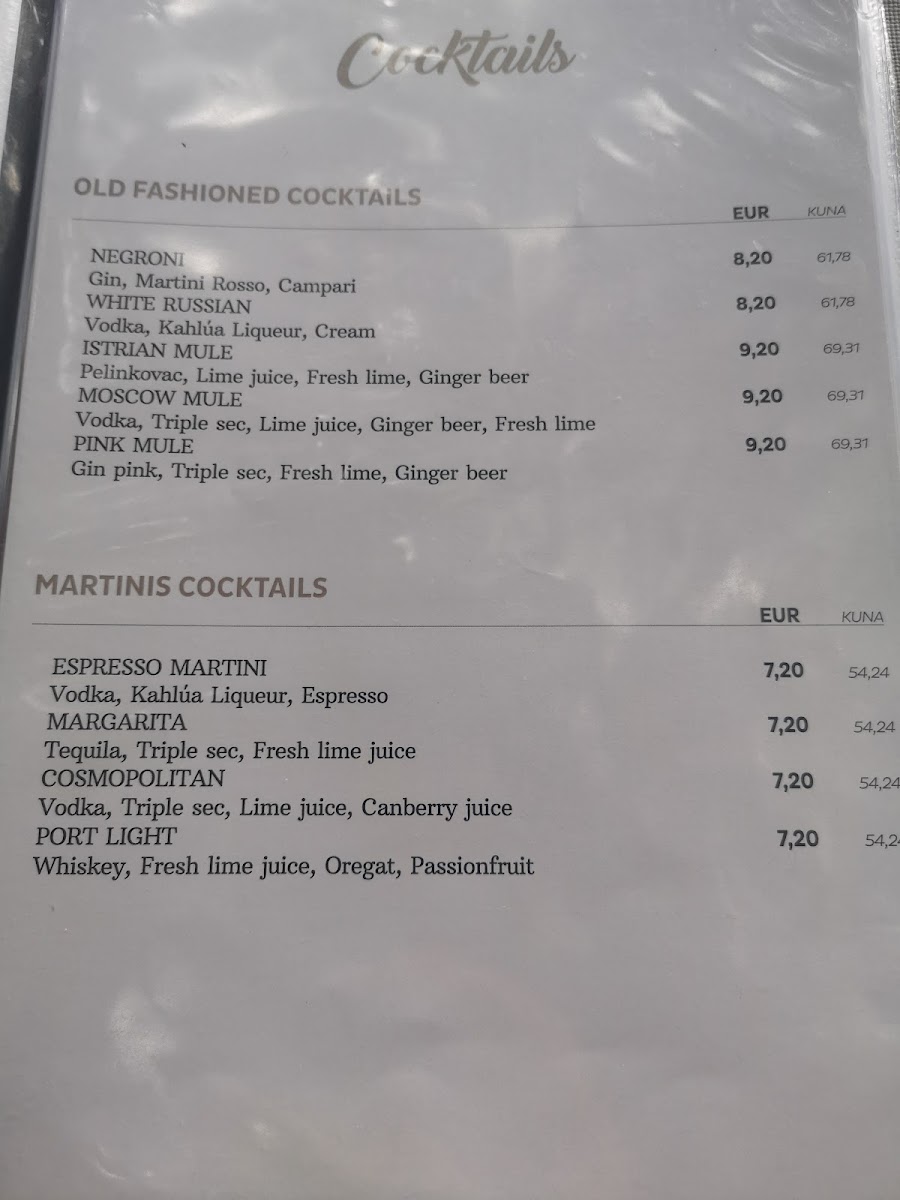 Cocktails
OLD FASHIONED COCKTAiLS
EUR KUNA
NEGRONI 8,20 61,78
Gin, Martini Rosso, Campari
WHITE RUSSIAN 8,20 61,78
Vodka, Kahlúa Liqueur, Cream
ISTRIAN MULE 9,20 69,31
Pelinkovac, Lime juice, Fresh lime, Ginger beer
MOSCOW MULE 9,20 69,31
Vodka, Triple sec, Lime juice, Ginger beer, Fresh lime
PINK MULE 9,20 69,31
Gin pink, Triple sec, Fresh lime, Ginger beer
MARTINIS COCKTAILS
EUR KUNA
ESPRESSO MARTINI 7,20 54,24
Vodka, Kahlúa Liqueur, Espresso
MARGARITA 7,20 54,24
Tequila, Triple sec, Fresh lime juice
COSMOPOLITAN 7,20 54,24
Vodka, Triple sec, Lime juice, Canberry juice
PORT LIGHT 7,20 54,2
Whiskey, Fresh lime juice, Oregat, Passionfruit